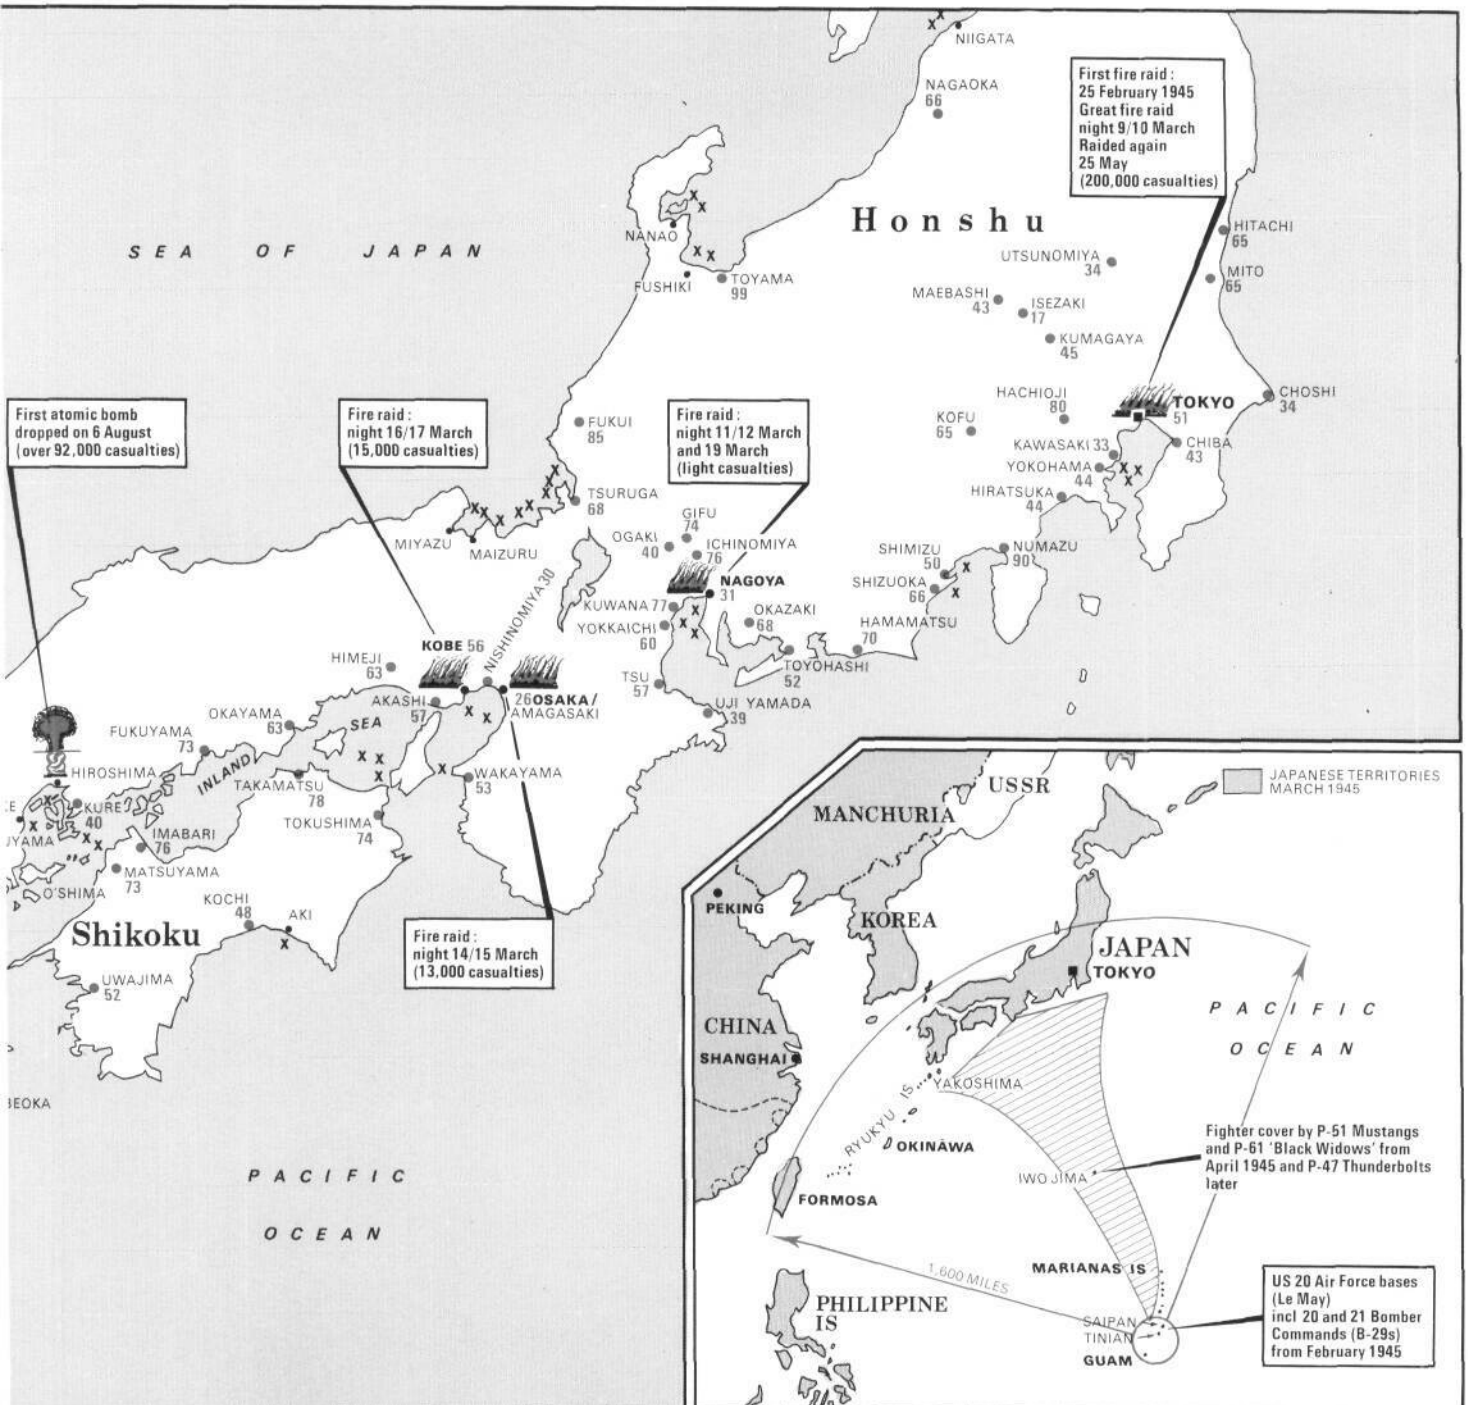 NIIGATA
NAGAOKA
66
First fire raid :
25 February 1945
Great fire raid
night 9/10 March
Raided again
25 May
(200,000 casualties)
Honshu
SEA OF JAPAN
NANAO
FUSHIKI
TOYAMA
99
HITACHI
65
UTSUNOMIYA
34
MITO
65
MAEBASHI
43
ISEZAKI
17
KUMAGAYA
45
HACHIOJI
80
TOKYO
51
CHOSHI
34
KOFU
65
KAWASAKI 33
CHIBA
43
YOKOHAMA
44
HIRATSUKA
44
First atomic bomb
dropped on 6 August
(over 92,000 casualties)
Fire raid :
night 16/17 March
(15,000 casualties)
Fire raid :
night 11/12 March
and 19 March
(light casualties)
FUKUI
85
TSURUGA
68
MIYAZU
MAIZURU
GIFU
74
OGAKI
40
ICHINOMIYA
76
NAGOYA
31
SHIMIZU
50
NUMAZU
90
SHIZUOKA
66
KUWANA 77
YOKKAICHI
60
OKAZAKI
68
HAMAMATSU
70
TOYOHASHI
52
NISHINOMIYA 30
KOBE 56
HIMEJI
63
AKASHI
57
26 OSAKA /
AMAGASAKI
TSU
57
UJI YAMADA
39
OKAYAMA
63
FUKUYAMA
73
INLAND SEA
HIROSHIMA
TAKAMATSU
78
WAKAYAMA
53
KURE
40
TOKUSHIMA
74
IMABARI
76
UYAMA
MATSUYAMA
73
O'SHIMA
KOCHI
48
AKI
Shikoku
UWAJIMA
52
Fire raid :
night 14/15 March
(13,000 casualties)
BEOKA
PACIFIC
OCEAN
JAPANESE TERRITORIES
MARCH 1945
USSR
MANCHURIA
PEKING
KOREA
JAPAN
TOKYO
PACIFIC
OCEAN
CHINA
SHANGHAI
YAKOSHIMA
RYUKYU IS
OKINAWA
Fighter cover by P-51 Mustangs
and P-61 'Black Widows' from
April 1945 and P-47 Thunderbolts
later
IWO JIMA
FORMOSA
MARIANAS IS
1,600 MILES
PHILIPPINE
IS
SAIPAN
TINIAN
GUAM
US 20 Air Force bases
(Le May)
incl 20 and 21 Bomber
Commands (B-29s)
from February 1945